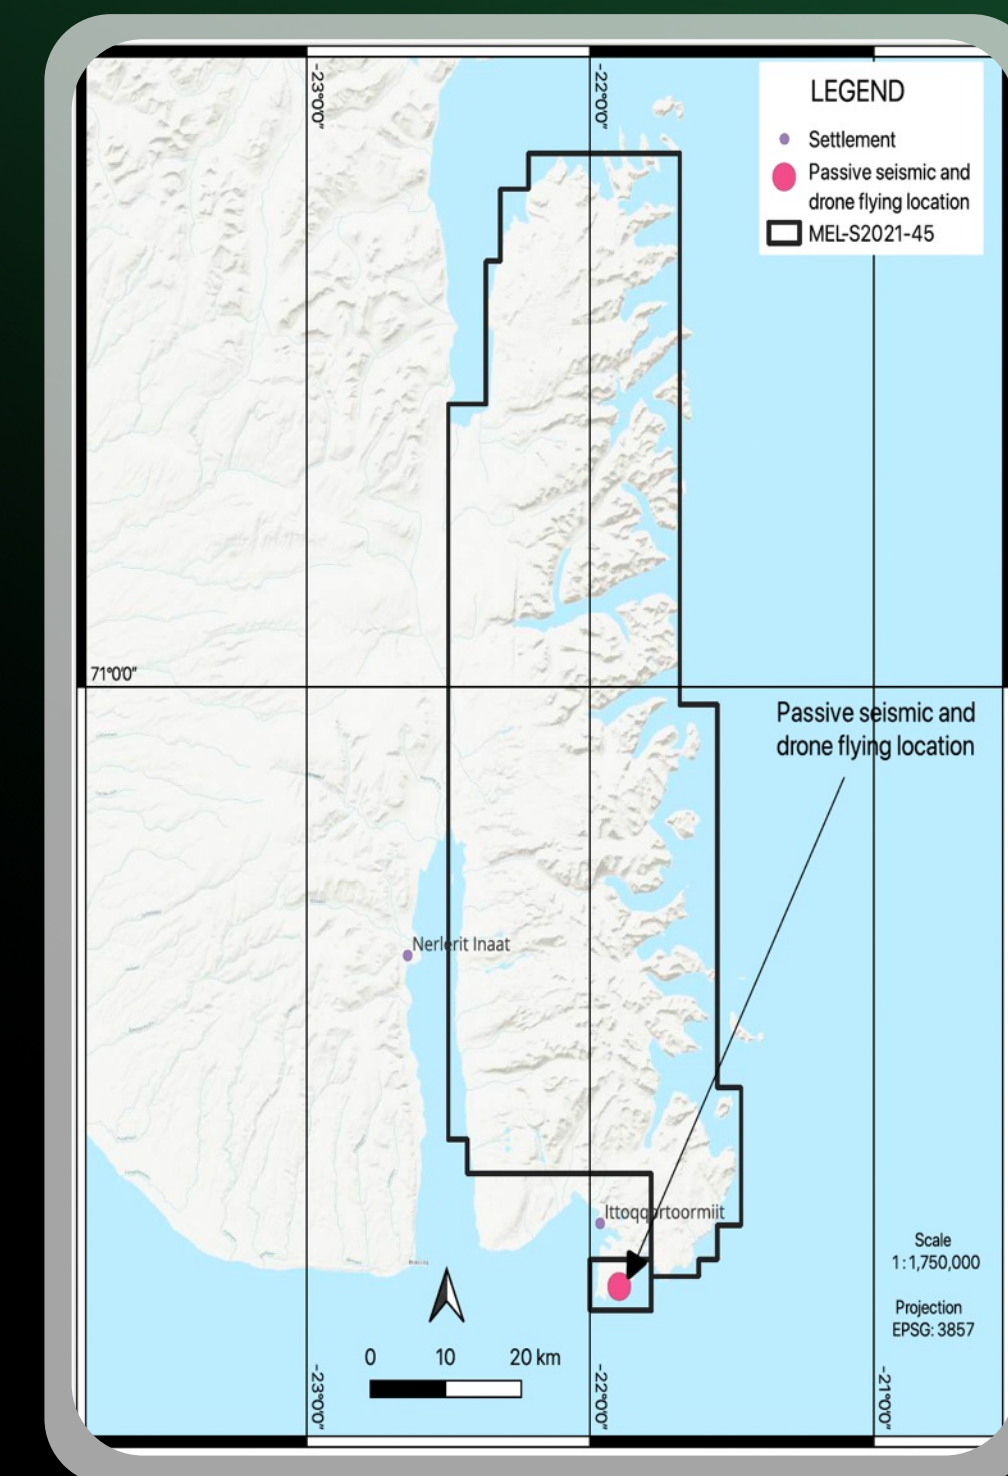 -23°0'0"
-22°0'0"
LEGEND
Settlement
Passive seismic and
drone flying location
MEL-S2021-45
71°0'0"
Passive seismic and
drone flying location
Nerlerit Inaat
Ittoqqortoormiit
Scale
1 : 1,750,000
Projection
EPSG: 3857
0 10 20 km
-23°0'0"
-22°0'0"
-21°0'0"